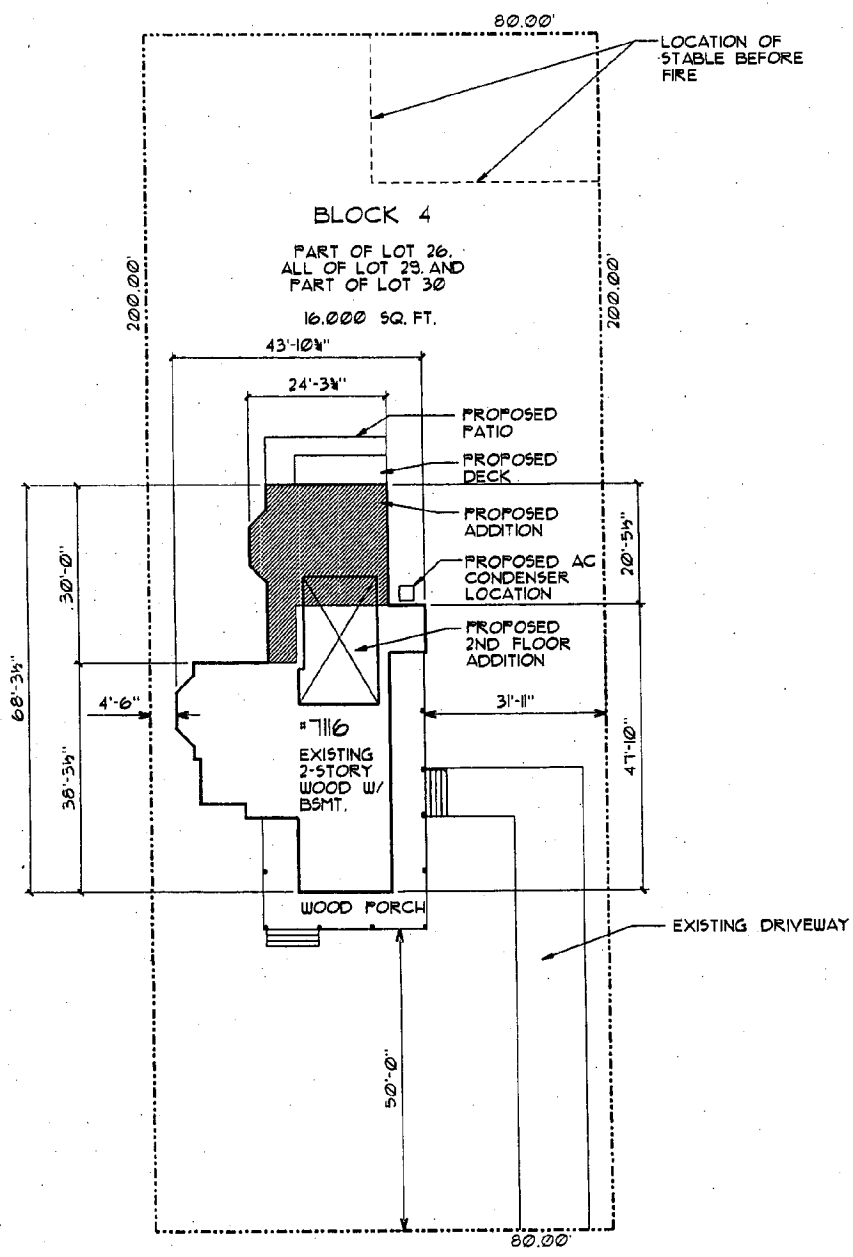 80.00'
LOCATION OF
STABLE BEFORE
FIRE
BLOCK 4
PART OF LOT 26,
ALL OF LOT 29, AND
PART OF LOT 30
16,000 SQ. FT.
200.00'
200.00'
43'-10¾"
24'-3¾"
PROPOSED
PATIO
PROPOSED
DECK
PROPOSED
ADDITION
PROPOSED AC
CONDENSER
LOCATION
PROPOSED
2ND FLOOR
ADDITION
30'-0"
20'-5½"
68'-3½"
4'-6"
31'-11"
#7116
EXISTING
2-STORY
WOOD W/
BSMT.
38'-3½"
47'-10"
WOOD PORCH
EXISTING DRIVEWAY
50'-0"
80.00'